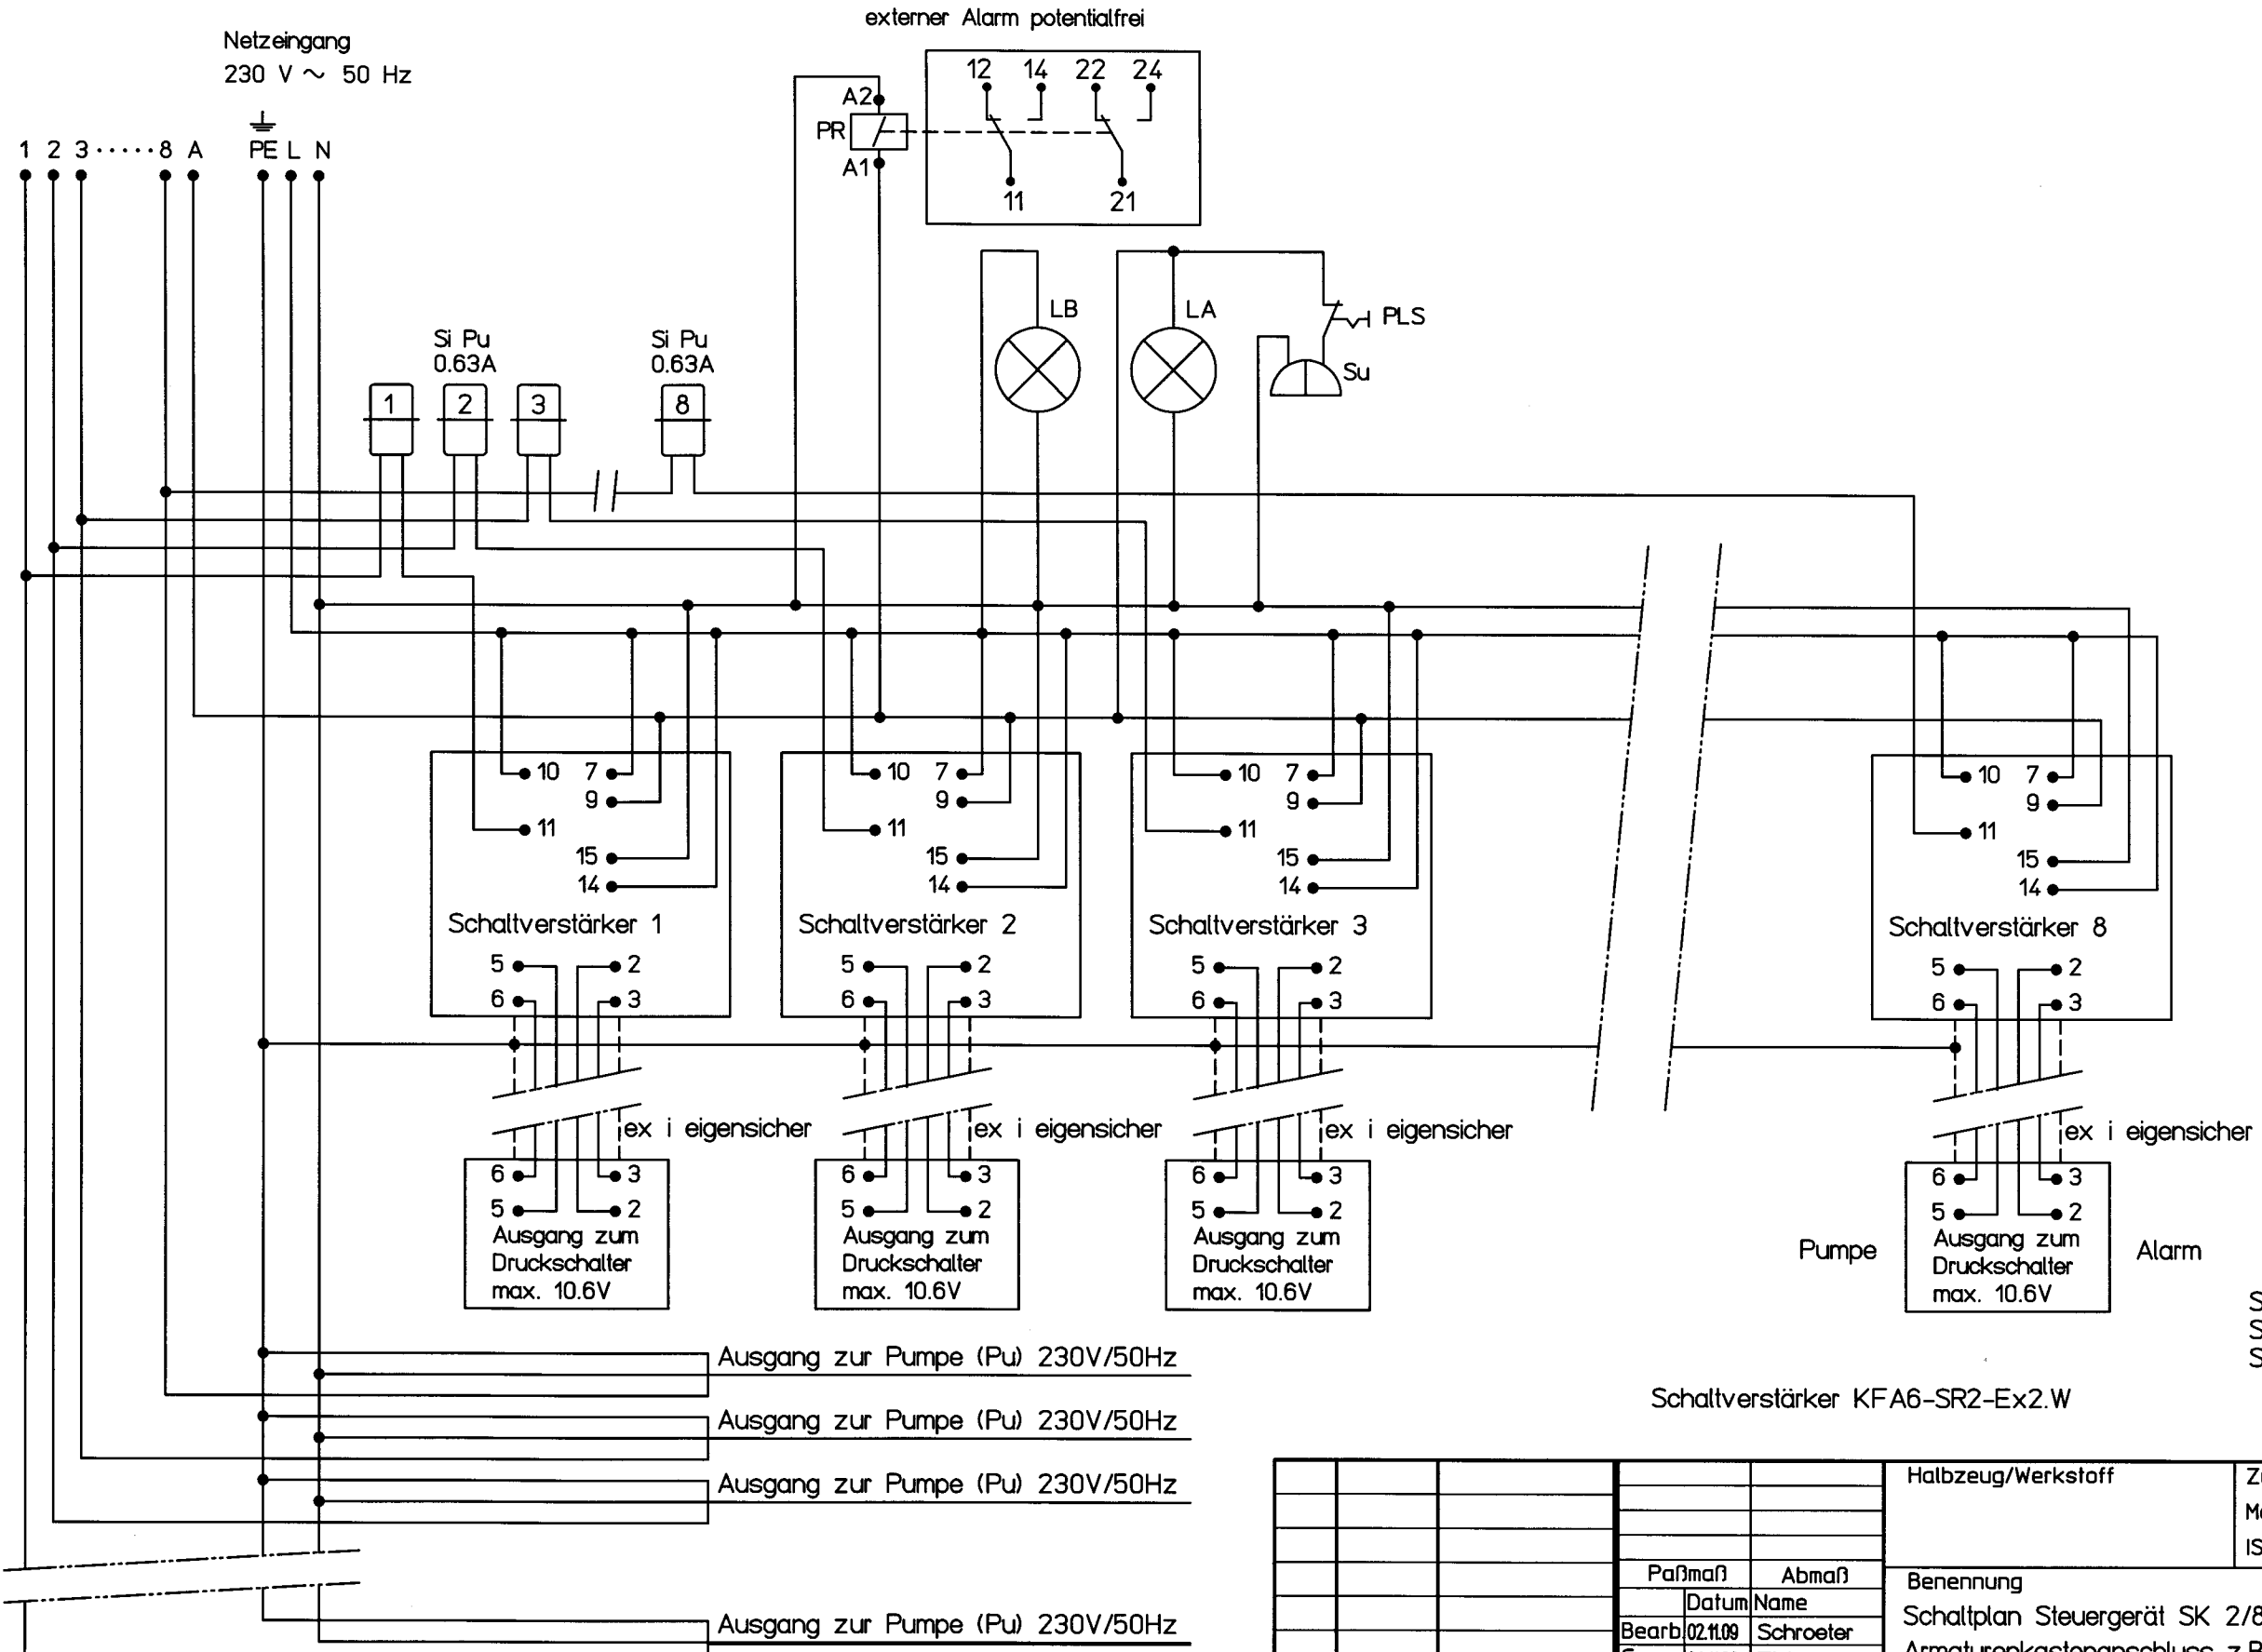 externer Alarm potentialfrei
Netzeingang
230 V ~ 50 Hz
12 14 22 24
A2
PR
A1
11 21
1 2 3 ····· 8 A PE L N
LB LA PLS
Su
Si Pu
0.63A
Si Pu
0.63A
1 2 3 8
10 7
9
11
15
14
Schaltverstärker 1
5 2
6 3
10 7
9
11
15
14
Schaltverstärker 2
5 2
6 3
10 7
9
11
15
14
Schaltverstärker 3
5 2
6 3
10 7
9
11
15
14
Schaltverstärker 8
5 2
6 3
ex i eigensicher
ex i eigensicher
ex i eigensicher
ex i eigensicher
6 3
5 2
Ausgang zum
Druckschalter
max. 10.6V
6 3
5 2
Ausgang zum
Druckschalter
max. 10.6V
6 3
5 2
Ausgang zum
Druckschalter
max. 10.6V
Pumpe
6 3
5 2
Ausgang zum
Druckschalter
max. 10.6V
Alarm
S
S
S
Ausgang zur Pumpe (Pu) 230V/50Hz
Ausgang zur Pumpe (Pu) 230V/50Hz
Ausgang zur Pumpe (Pu) 230V/50Hz
Ausgang zur Pumpe (Pu) 230V/50Hz
Schaltverstärker KFA6-SR2-Ex2.W
Halbzeug/Werkstoff
Paßmaß Abmaß
Datum Name
Bearb. 02.11.09 Schroeter
Benennung
Schaltplan Steuergerät SK 2/8
Armaturenkastenanschluss